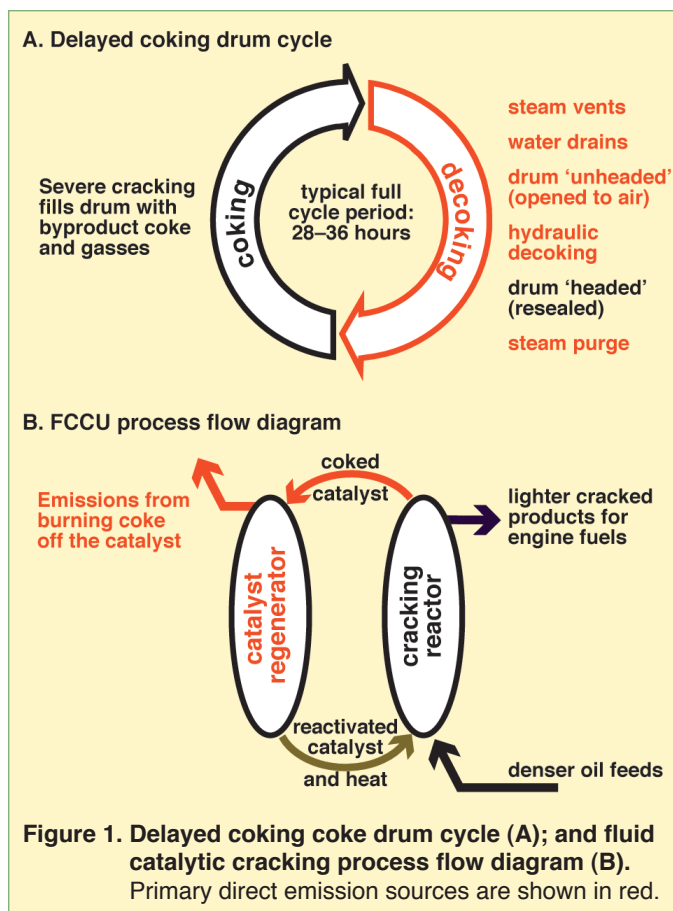 A. Delayed coking drum cycle
Severe cracking
fills drum with
byproduct coke
and gasses
coking
typical full
cycle period:
28–36 hours
decoking
steam vents
water drains
drum ‘unheaded’
(opened to air)
hydraulic
decoking
drum ‘headed’
(resealed)
steam purge
B. FCCU process flow diagram
Emissions from
burning coke
off the catalyst
coked
catalyst
lighter cracked
products for
engine fuels
catalyst
regenerator
cracking
reactor
reactivated
catalyst
and heat
denser oil feeds
Figure 1. Delayed coking coke drum cycle (A); and fluid
catalytic cracking process flow diagram (B).
Primary direct emission sources are shown in red.